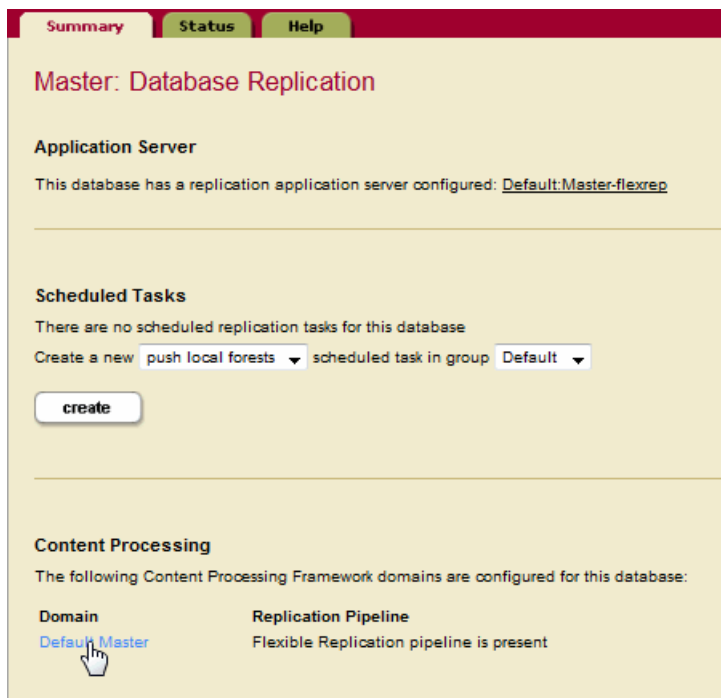 Summary Status Help
Master: Database Replication
Application Server
This database has a replication application server configured: Default:Master-flexrep
Scheduled Tasks
There are no scheduled replication tasks for this database
Create a new push local forests scheduled task in group Default
create
Content Processing
The following Content Processing Framework domains are configured for this database:
Domain Replication Pipeline
Default Master Flexible Replication pipeline is present